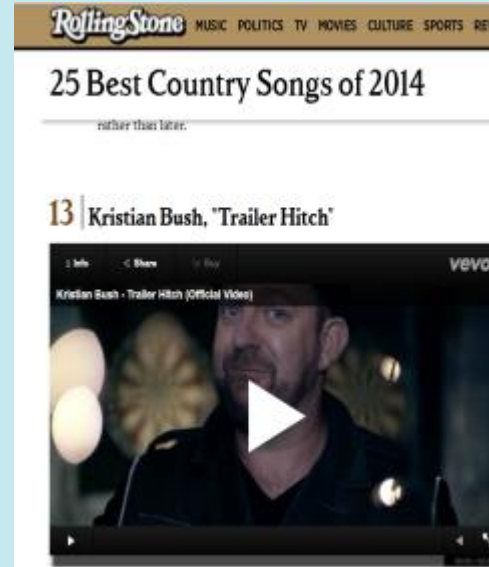 RollingStone MUSIC POLITICS TV MOVIES CULTURE SPORTS
25 Best Country Songs of 2014
rather than later.
13 Kristian Bush, "Trailer Hitch"
Info Share Buy vevo
Kristian Bush - Trailer Hitch (Official Video)